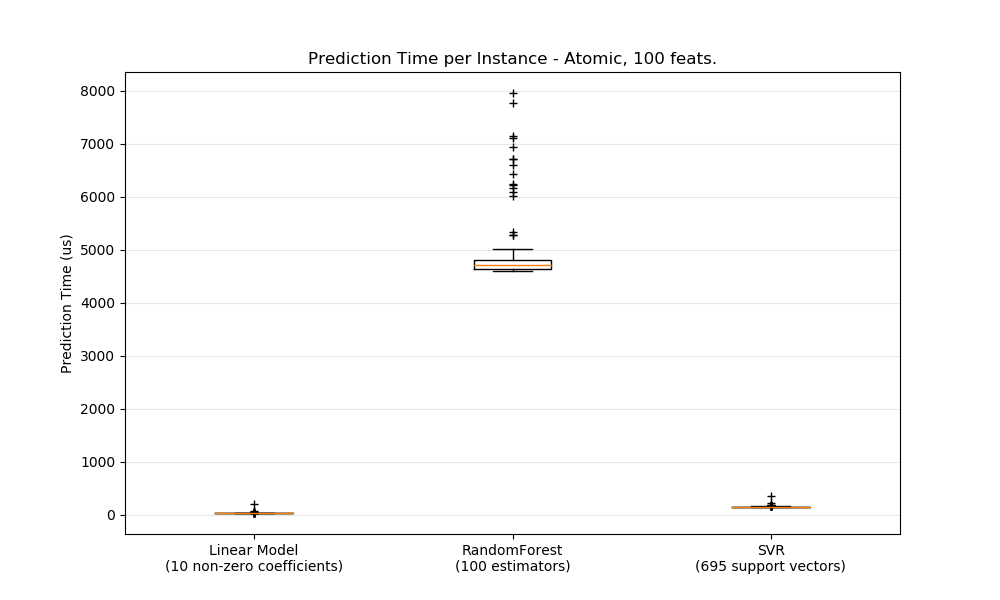 Prediction Time per Instance - Atomic, 100 feats.
Prediction Time (us)
8000
7000
6000
5000
4000
3000
2000
1000
0
Linear Model
(10 non-zero coefficients)
RandomForest
(100 estimators)
SVR
(695 support vectors)